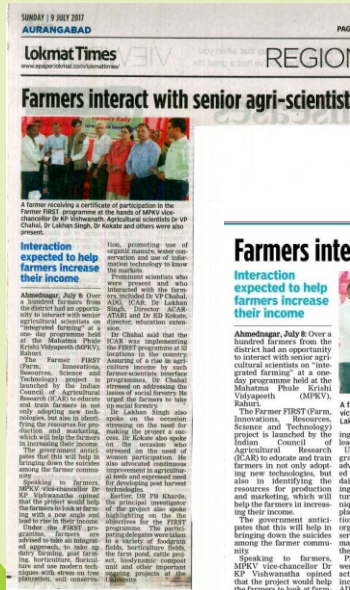 SUNDAY | 9 JULY 2017
AURANGABAD
PAG
Lokmat Times
www.epaper.lokmat.com/lokmattimes/
REGION
Farmers interact with senior agri-scientist
A farmer receiving a certificate of participation in the
Farmer FIRST programme at the hands of MPKV vice-
chancellor Dr KP Vishwanath. Agricultural scientists Dr VP
Chahal, Dr Lakhan Singh, Dr Kokate and others were also
present.
Interaction
expected to help
farmers increase
their income
Ahmednagar, July 8: Over
a hundred farmers from
the district had an opportu-
nity to interact with senior
agricultural scientists on
"integrated farming" at a
one-day programme held
at the Mahatma Phule
Krishi Vidyapeeth (MPKV),
Rahuri.
The Farmer FIRST
(Farm, Innovations,
Resources, Science and
Technology) project is
launched by the Indian
Council of Agricultural
Research (ICAR) to educate
and train farmers in not
only adopting new tech-
nologies, but also in identi-
fying the resources for pro-
duction and marketing,
which will help the farmers
in increasing their income.
The government antici-
pates that this will help in
bringing down the suicides
among the farmer commu-
nity.
Speaking to farmers,
MPKV vice-chancellor Dr
KP Vishwanatha opined
that the project would help
the farmers to look at farm-
ing with a new angle and
lead to rise in their income.
Under the FIRST pro-
gramme, farmers are
advised to take an integrat-
ed approach, to take up
dairy farming, goat farm-
ing, horticulture, floricul-
ture and use modern tech-
niques with stress on tree
plantation, soil conserva-
tion, promoting use of
organic manure, water con-
servation and use of infor-
mation technology to know
the markets.
Prominent scientists who
were present and who
interacted with the farm-
ers, included Dr VP Chahal,
ADG, ICAR, Dr Lakhan
Singh, Director ACAR-
ATARI and Dr KD Kokate,
director, education exten-
sion.
Dr Chahal said that the
ICAR was implementing
the FIRST programme at 52
locations in the country.
Assuring of a rise in agri-
culture income by such
farmer-scientists interface
programmes, Dr Chahal
stressed on addressing the
issues of social forestry. He
urged the farmers to take
up social forestry.
Dr Lakhan Singh also
spoke on the occasion
stressing on the need for
making the project a suc-
cess. Dr Kokate also spoke
on the occasion who
stressed on the need of
women participation. He
also advocated continuous
improvement in agricultur-
al tools and expressed need
for developing post harvest
technology.
Earlier, DR PB Kharde,
the principal investigator
of the project also spoke
highlighting on the
objectives for the FIRST
programme. The partici-
pating delegates were taken
to a variety of foodgrain
fields, horticulture fields,
the farm pond, cattle pro-
ject, biodynamic compost
unit and other important
ongoing projects at the
Farmers inte
Interaction
expected to help
farmers increase
their income
Ahmednagar, July 8: Over a
hundred farmers from the
district had an opportunity
to interact with senior agri-
cultural scientists on "inte-
grated farming" at a one-
day programme held at the
Mahatma Phule Krishi
Vidyapeeth (MPKV),
Rahuri.
The Farmer FIRST (Farm,
Innovations, Resources,
Science and Technology)
project is launched by the
Indian Council of
Agricultural Research
(ICAR) to educate and train
farmers in not only adopt-
ing new technologies, but
also in identifying the
resources for production
and marketing, which will
help the farmers in increas-
ing their income.
The government antici-
pates that this will help in
bringing down the suicides
among the farmer commu-
nity.
Speaking to farmers,
MPKV vice-chancellor Dr
KP Vishwanatha opined
that the project would help
the farmers to look at farm-